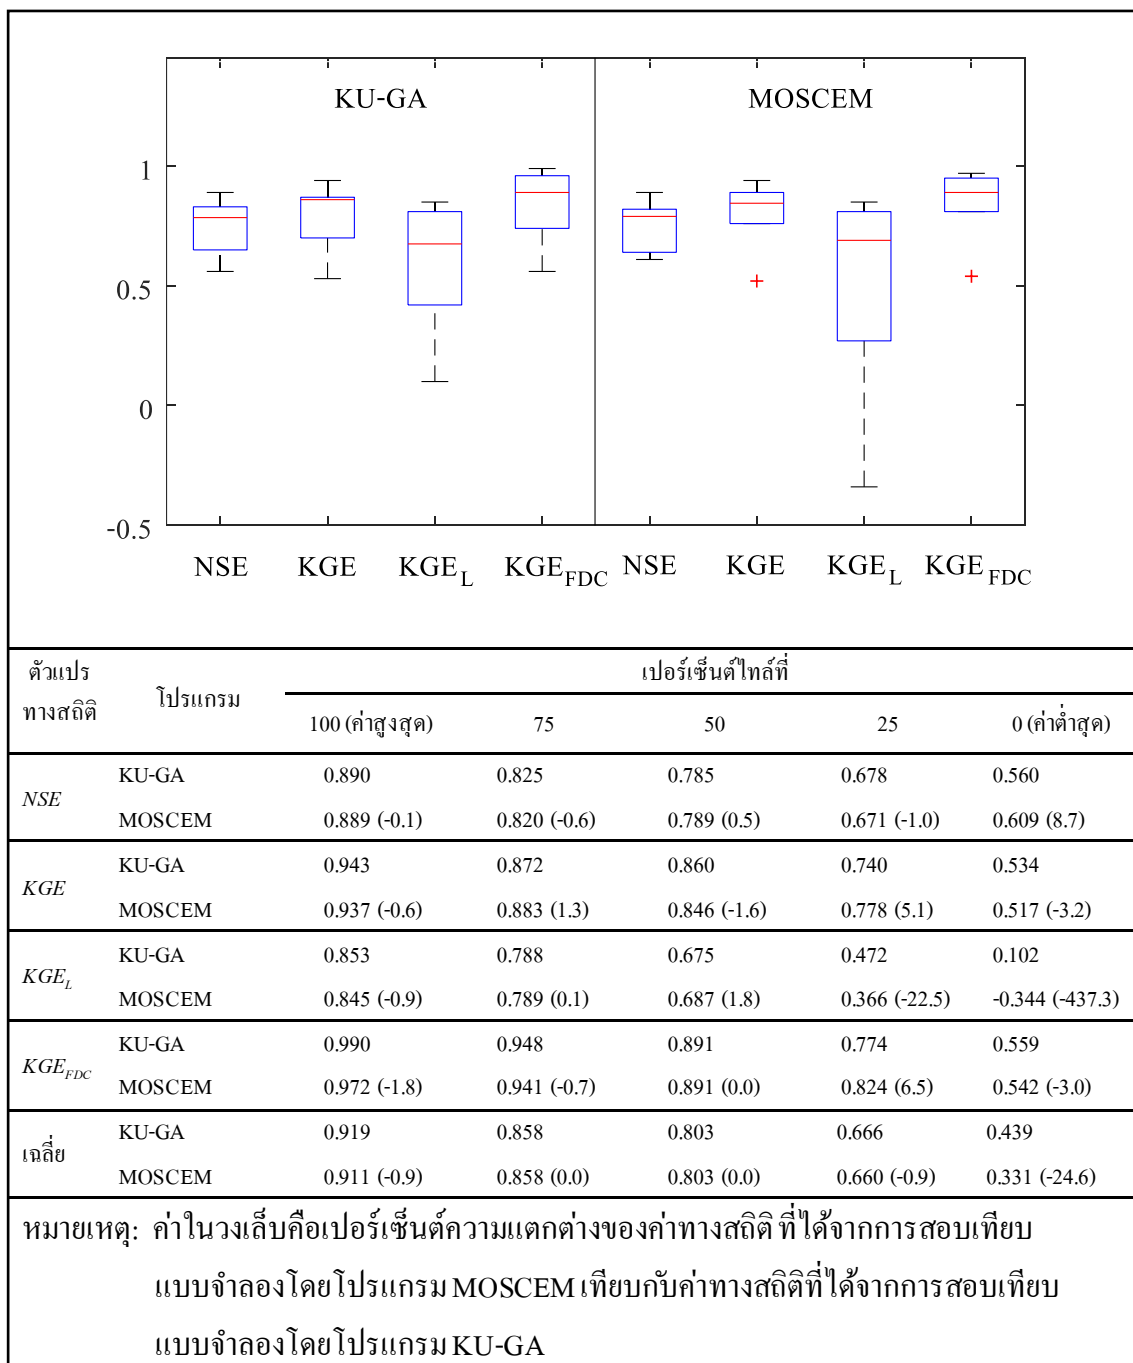 KU-GA MOSCEM
1
0.5
0
-0.5
NSE KGE KGE_L KGE_FDC NSE KGE KGE_L KGE_FDC
ตัวแปร เปอร์เซ็นต์ไทล์ที่
ทางสถิติ โปรแกรม 100 (ค่าสูงสุด) 75 50 25 0 (ค่าต่ำสุด)
NSE KU-GA 0.890 0.825 0.785 0.678 0.560
MOSCEM 0.889 (-0.1) 0.820 (-0.6) 0.789 (0.5) 0.671 (-1.0) 0.609 (8.7)
KGE KU-GA 0.943 0.872 0.860 0.740 0.534
MOSCEM 0.937 (-0.6) 0.883 (1.3) 0.846 (-1.6) 0.778 (5.1) 0.517 (-3.2)
KGE_L KU-GA 0.853 0.788 0.675 0.472 0.102
MOSCEM 0.845 (-0.9) 0.789 (0.1) 0.687 (1.8) 0.366 (-22.5) -0.344 (-437.3)
KGE_FDC KU-GA 0.990 0.948 0.891 0.774 0.559
MOSCEM 0.972 (-1.8) 0.941 (-0.7) 0.891 (0.0) 0.824 (6.5) 0.542 (-3.0)
เฉลี่ย KU-GA 0.919 0.858 0.803 0.666 0.439
MOSCEM 0.911 (-0.9) 0.858 (0.0) 0.803 (0.0) 0.660 (-0.9) 0.331 (-24.6)
หมายเหตุ: ค่าในวงเล็บคือเปอร์เซ็นต์ความแตกต่างของค่าทางสถิติ ที่ได้จากการสอบเทียบ
แบบจำลองโดยโปรแกรม MOSCEM เทียบกับค่าทางสถิติที่ได้จากการสอบเทียบ
แบบจำลองโดยโปรแกรม KU-GA